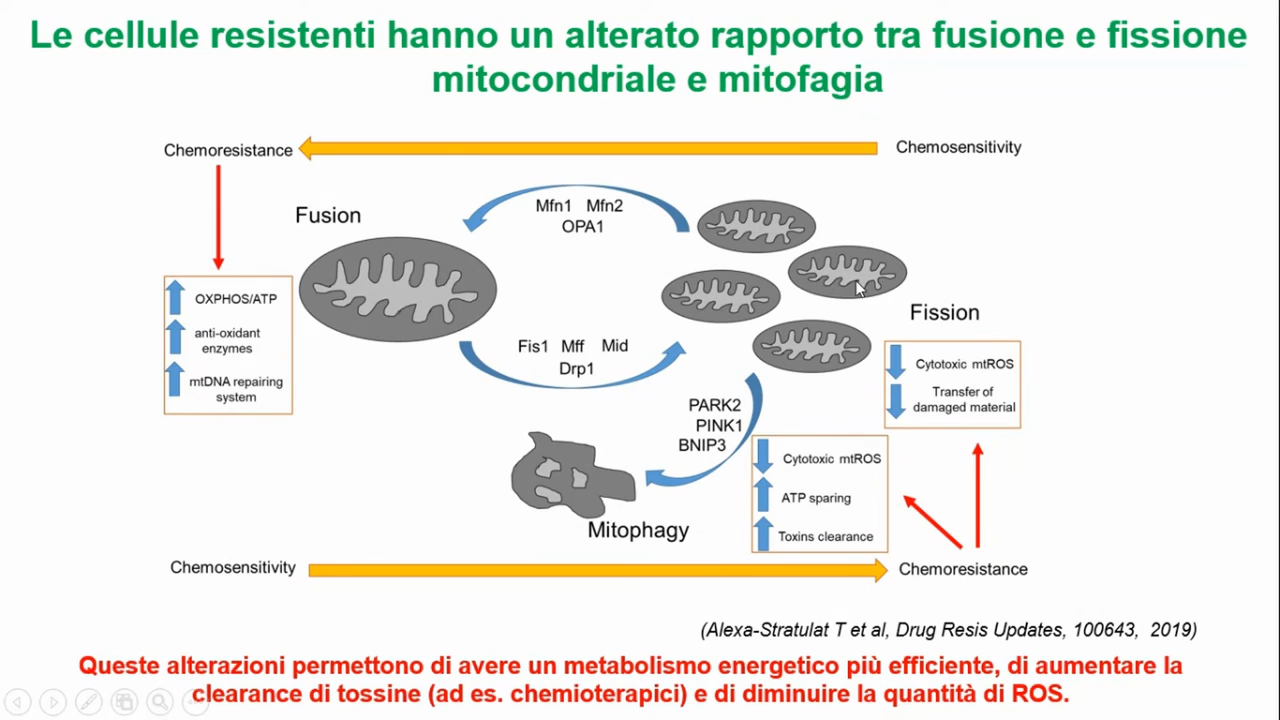 Le cellule resistenti hanno un alterato rapporto tra fusione e fissione
mitocondriale e mitofagia
Chemoresistance
Chemosensitivity
Fusion
Mfn1 Mfn2
OPA1
OXPHOS/ATP
anti-oxidant
enzymes
mtDNA repairing
system
Fis1 Mff Mid
Drp1
Fission
Cytotoxic mtROS
Transfer of
damaged material
PARK2
PINK1
BNIP3
Cytotoxic mtROS
ATP sparing
Toxins clearance
Mitophagy
Chemosensitivity
Chemoresistance
(Alexa-Stratulat T et al, Drug Resis Updates, 100643, 2019)
Queste alterazioni permettono di avere un metabolismo energetico più efficiente, di aumentare la
clearance di tossine (ad es. chemioterapici) e di diminuire la quantità di ROS.